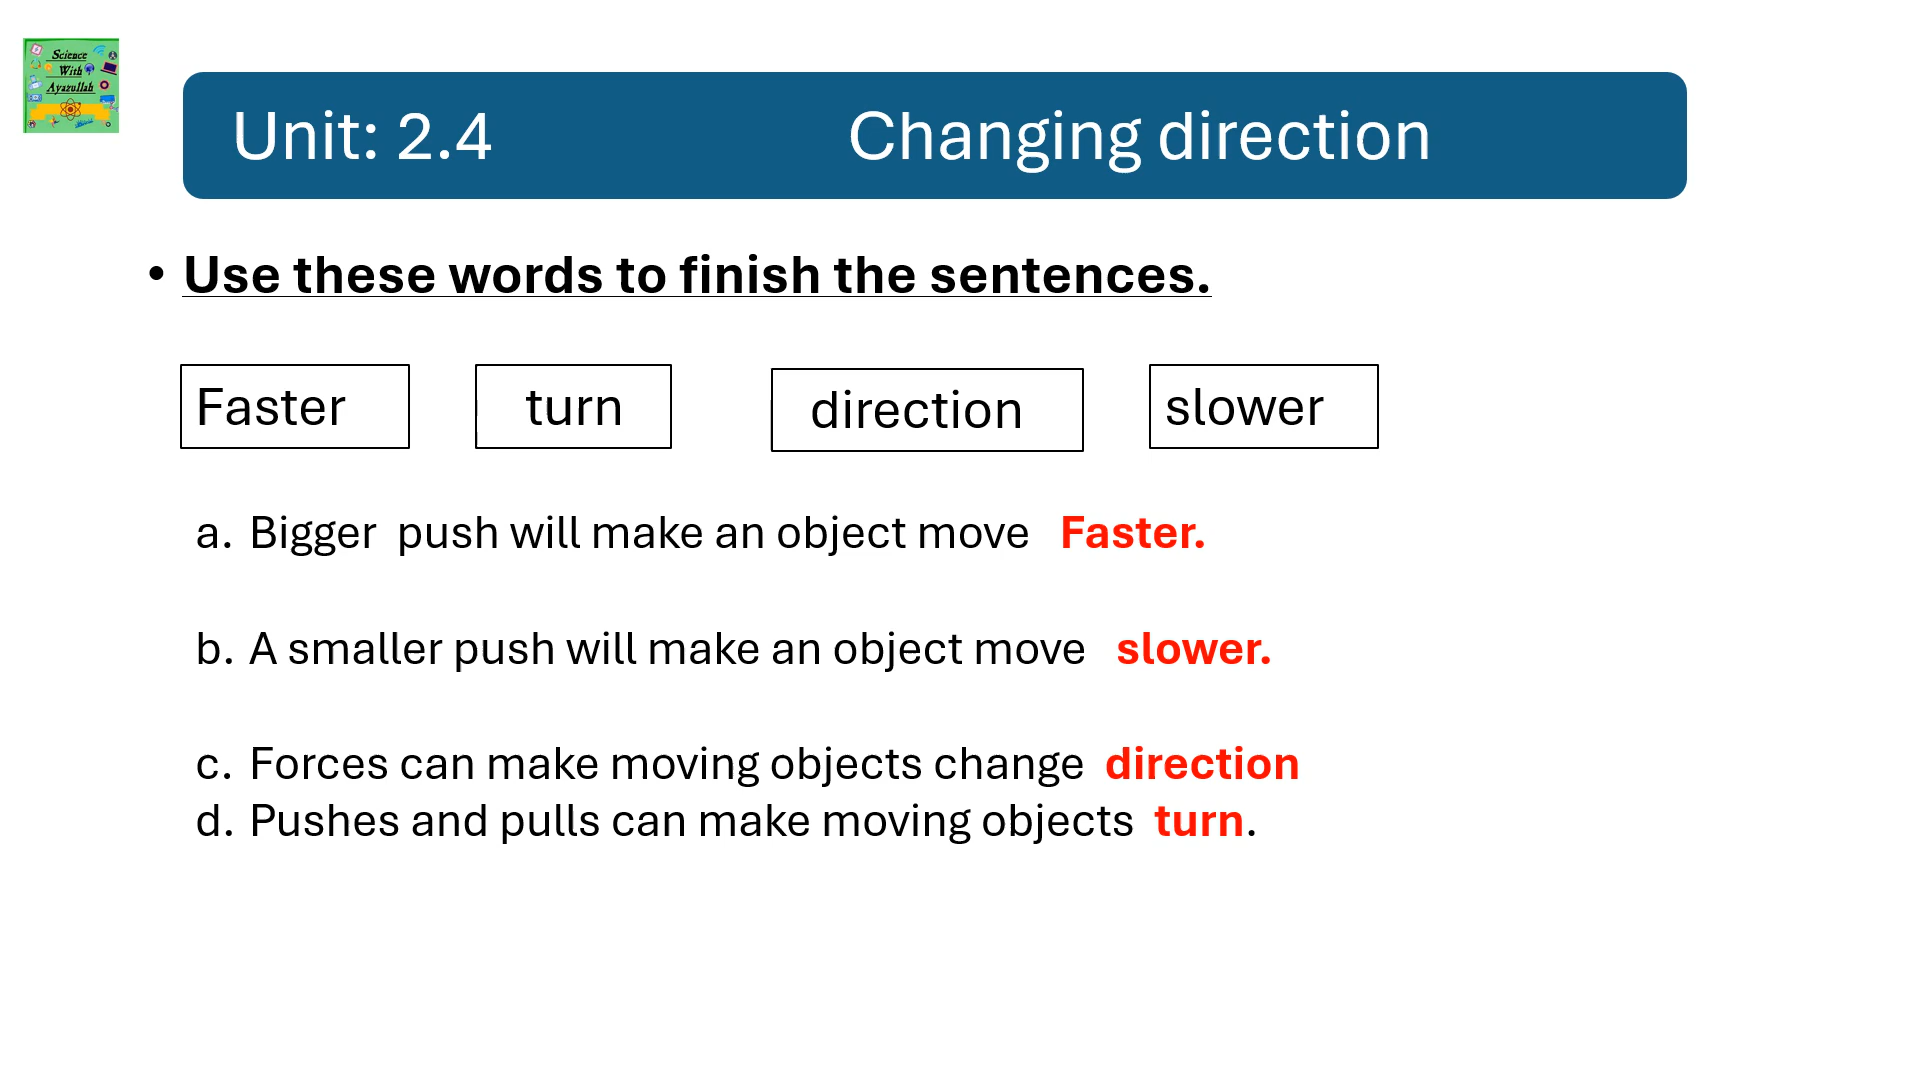 Science
With
Ayazullah
Unit: 2.4 Changing direction
• Use these words to finish the sentences.
Faster turn direction slower
a. Bigger push will make an object move Faster.
b. A smaller push will make an object move slower.
c. Forces can make moving objects change direction
d. Pushes and pulls can make moving objects turn.